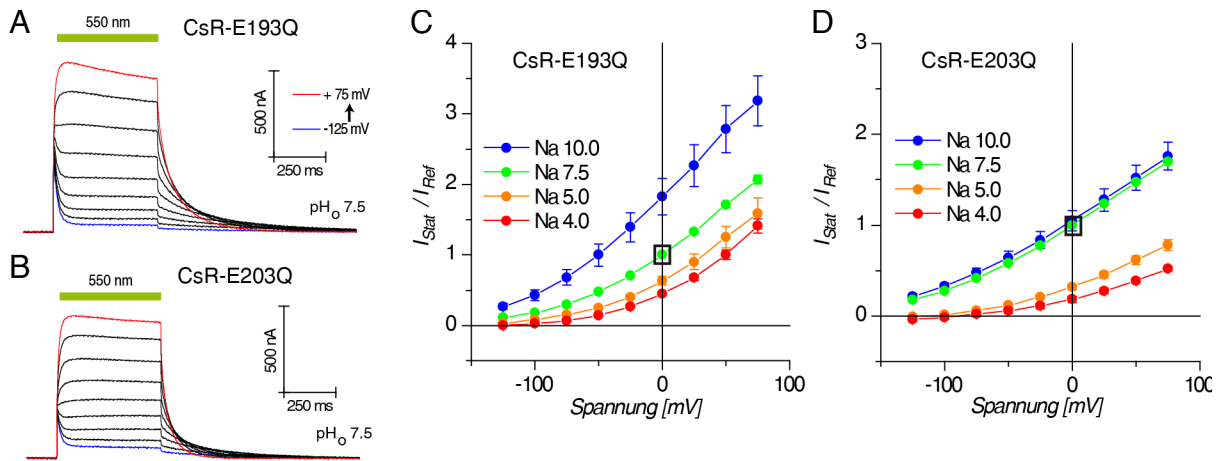 A
550 nm
CsR-E193Q
500 nA
+ 75 mV
-125 mV
250 ms
pHO 7.5
B
550 nm
CsR-E203Q
500 nA
250 ms
pHO 7.5
C
4
3
2
1
0
CsR-E193Q
Na 10.0
Na 7.5
Na 5.0
Na 4.0
IStat / IRef
-100
0
100
Spannung [mV]
D
3
2
1
0
CsR-E203Q
Na 10.0
Na 7.5
Na 5.0
Na 4.0
IStat / IRef
-100
0
100
Spannung [mV]